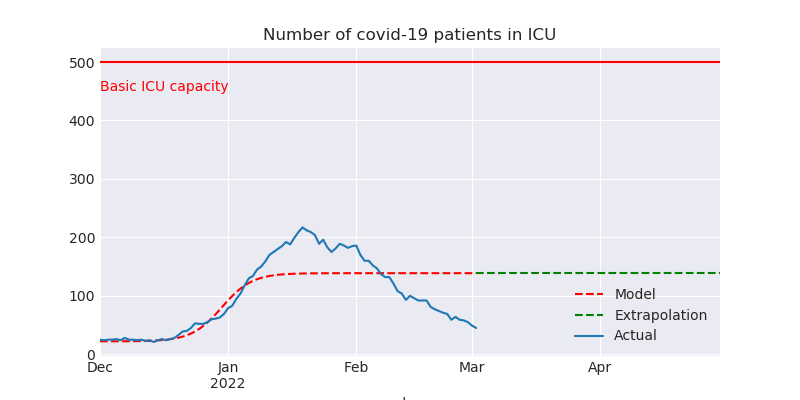 Number of covid-19 patients in ICU
500
Basic ICU capacity
400
300
200
100
0
Model
Extrapolation
Actual
Dec
Jan
2022
Feb
Mar
Apr